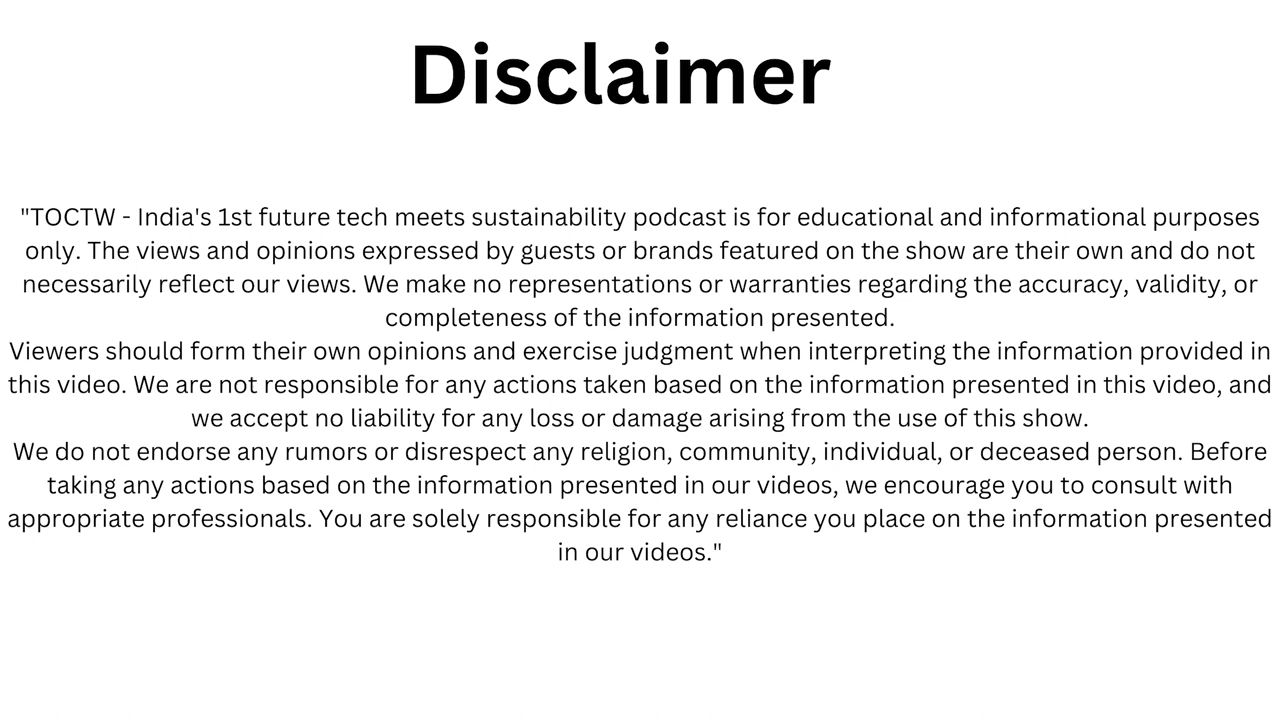 Disclaimer
"TOCTW - India's 1st future tech meets sustainability podcast is for educational and informational purposes
only. The views and opinions expressed by guests or brands featured on the show are their own and do not
necessarily reflect our views. We make no representations or warranties regarding the accuracy, validity, or
completeness of the information presented.
Viewers should form their own opinions and exercise judgment when interpreting the information provided in
this video. We are not responsible for any actions taken based on the information presented in this video, and
we accept no liability for any loss or damage arising from the use of this show.
We do not endorse any rumors or disrespect any religion, community, individual, or deceased person. Before
taking any actions based on the information presented in our videos, we encourage you to consult with
appropriate professionals. You are solely responsible for any reliance you place on the information presented
in our videos."